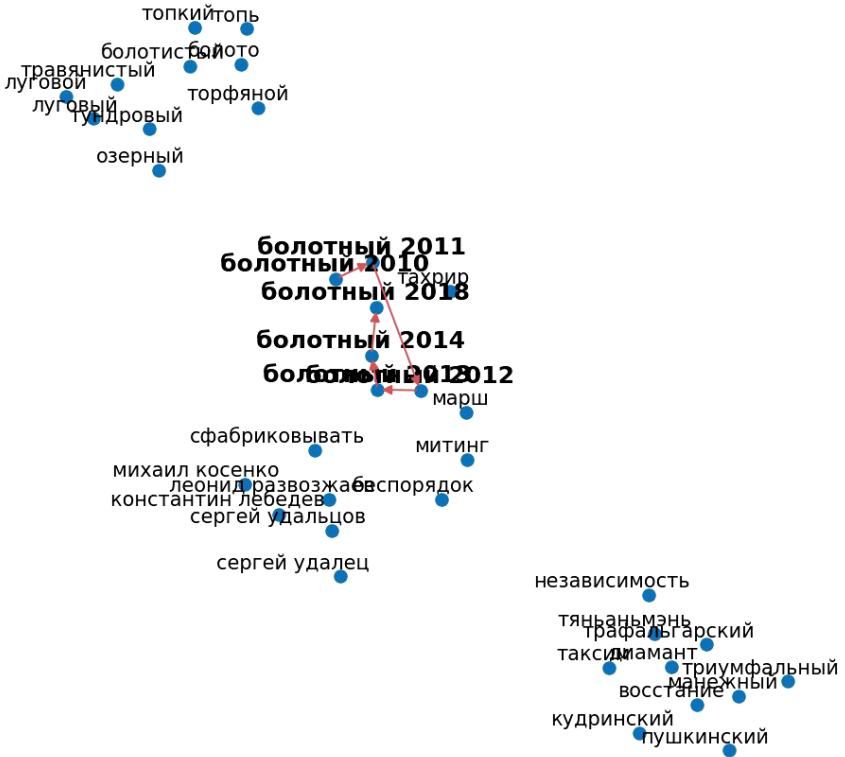 топкий
топь
болотистый
болото
травянистый
луговой
торфяной
луговый
тундровый
озерный
болотный 2011
болотный 2010
тахрир
болотный 2018
болотный 2014
болотный 2013
болотный 2012
марш
сфабриковывать
митинг
михаил косенко
леонид развозжаев
беспорядок
константин лебедев
сергей удальцов
сергей удалец
независимость
тяньаньмэнь
трафальгарский
таксим
диамант
триумфальный
манежный
восстание
кудринский
пушкинский